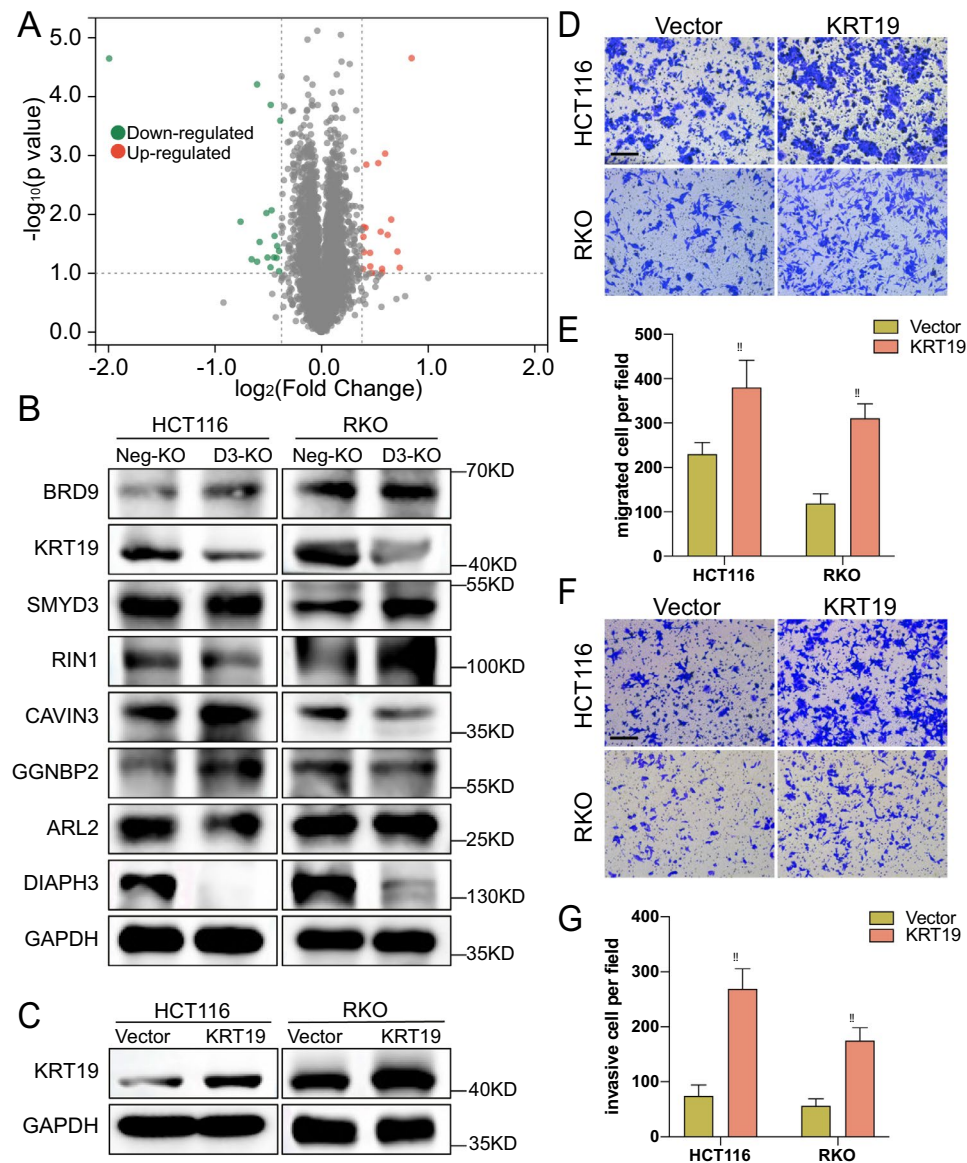 A
5.0
4.0
3.0
2.0
1.0
0.0
-log10(p value)
Down-regulated
Up-regulated
-2.0 -1.0 0.0 1.0 2.0
log2(Fold Change)
B
HCT116 RKO
Neg-KO D3-KO Neg-KO D3-KO
70KD
BRD9
KRT19
40KD
55KD
SMYD3
RIN1
100KD
CAVIN3
35KD
GGNBP2
55KD
ARL2
25KD
DIAPH3
130KD
GAPDH
35KD
C
HCT116 RKO
Vector KRT19 Vector KRT19
KRT19
40KD
GAPDH
35KD
D
Vector KRT19
HCT116
RKO
E
Vector
KRT19
500
400
300
200
100
0
migrated cell per field
!! !!
HCT116 RKO
F
Vector KRT19
HCT116
RKO
G
Vector
KRT19
400
300
200
100
0
invasive cell per field
!! !!
HCT116 RKO